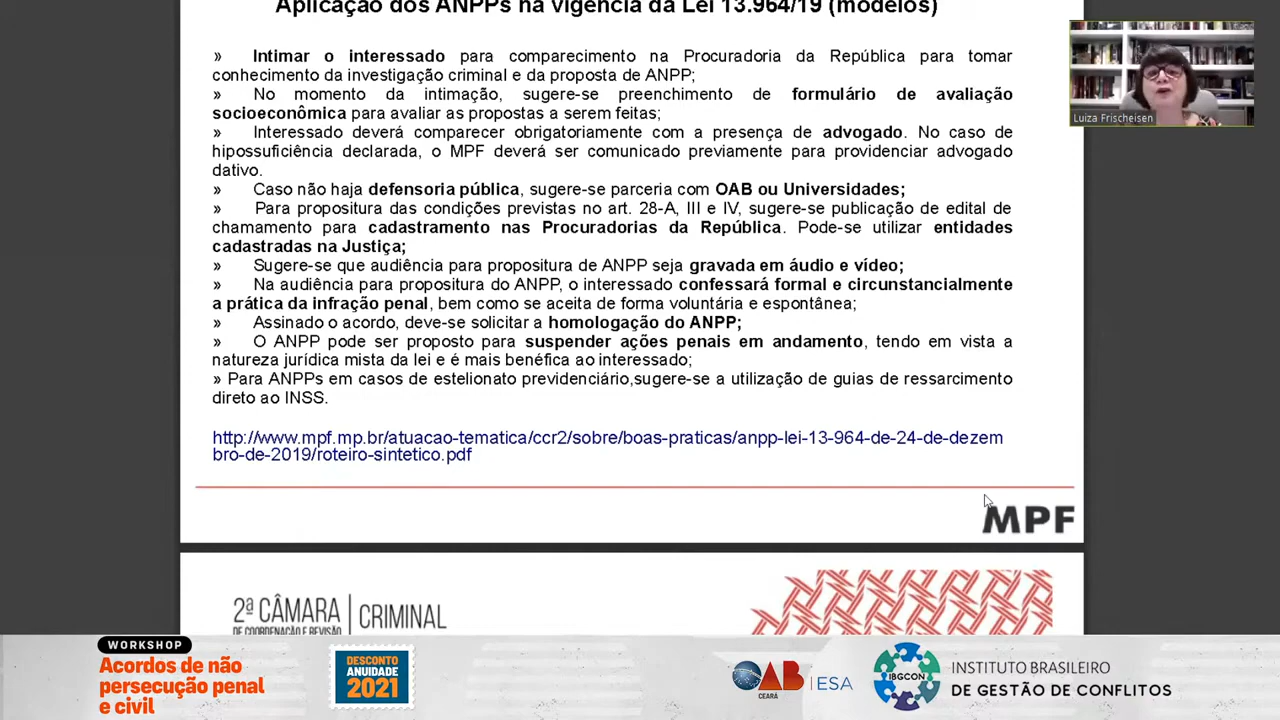 Aplicação dos ANPPs na vigência da Lei 13.964/19 (modelos)
» Intimar o interessado para comparecimento na Procuradoria da República para tomar
conhecimento da investigação criminal e da proposta de ANPP;
» No momento da intimação, sugere-se preenchimento de formulário de avaliação
socioeconômica para avaliar as propostas a serem feitas;
» Interessado deverá comparecer obrigatoriamente com a presença de advogado. No caso de
hipossuficiência declarada, o MPF deverá ser comunicado previamente para providenciar advogado
dativo.
» Caso não haja defensoria pública, sugere-se parceria com OAB ou Universidades;
» Para propositura das condições previstas no art. 28-A, III e IV, sugere-se publicação de edital de
chamamento para cadastramento nas Procuradorias da República. Pode-se utilizar entidades
cadastradas na Justiça;
» Sugere-se que audiência para propositura de ANPP seja gravada em áudio e vídeo;
» Na audiência para propositura do ANPP, o interessado confessará formal e circunstancialmente
a prática da infração penal, bem como se aceita de forma voluntária e espontânea;
» Assinado o acordo, deve-se solicitar a homologação do ANPP;
» O ANPP pode ser proposto para suspender ações penais em andamento, tendo em vista a
natureza jurídica mista da lei e é mais benéfica ao interessado;
» Para ANPPs em casos de estelionato previdenciário,sugere-se a utilização de guias de ressarcimento
direto ao INSS.
http://www.mpf.mp.br/atuacao-tematica/ccr2/sobre/boas-praticas/anpp-lei-13-964-de-24-de-dezem
bro-de-2019/roteiro-sintetico.pdf
MPF
Luiza Frischeisen
2ª CÂMARA CRIMINAL
DE COORDENAÇÃO E REVISÃO
WORKSHOP
Acordos de não
persecução penal
e civil
DESCONTO
ANUIDADE
2021
OAB ESA
CEARÁ
IBGCON
INSTITUTO BRASILEIRO
DE GESTÃO DE CONFLITOS